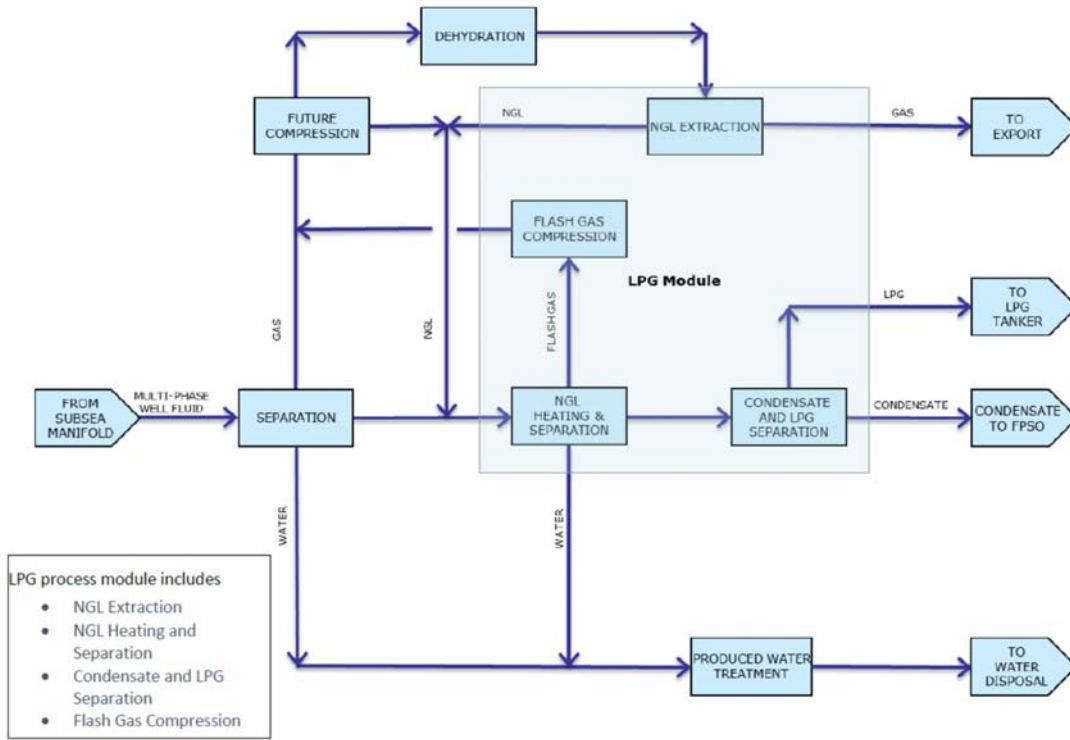 DEHYDRATION
FUTURE
COMPRESSION
NGL
NGL EXTRACTION
GAS
TO
EXPORT
FLASH GAS
COMPRESSION
LPG Module
LPG
TO
LPG
TANKER
GAS
NGL
FLASHGAS
FROM
SUBSEA
MANIFOLD
MULTI-PHASE
WELL FLUID
SEPARATION
NGL
HEATING &
SEPARATION
CONDENSATE
AND LPG
SEPARATION
CONDENSATE
CONDENSATE
TO FPSO
WATER
WATER
LPG process module includes
• NGL Extraction
• NGL Heating and
Separation
• Condensate and LPG
Separation
• Flash Gas Compression
PRODUCED WATER
TREATMENT
TO
WATER
DISPOSAL